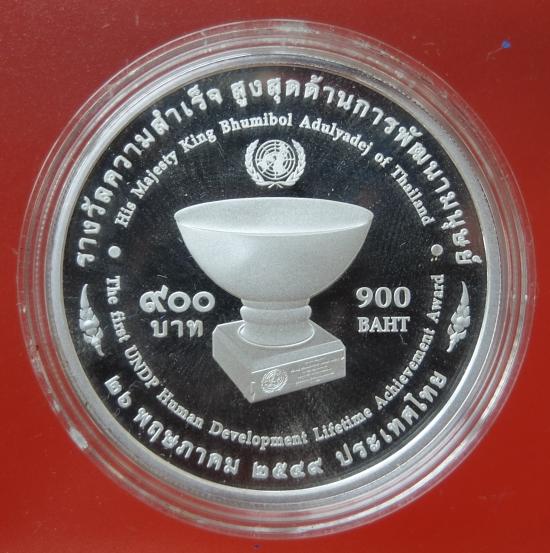 รางวัลความสำเร็จ สูงสุดด้านการพัฒนามนุษย์
His Majesty King Bhumibol Adulyadej of Thailand
๙๐๐
บาท
900
BAHT
The first UNDP Human Development Lifetime Achievement Award
๒๖ พฤษภาคม ๒๕๔๙ ประเทศไทย